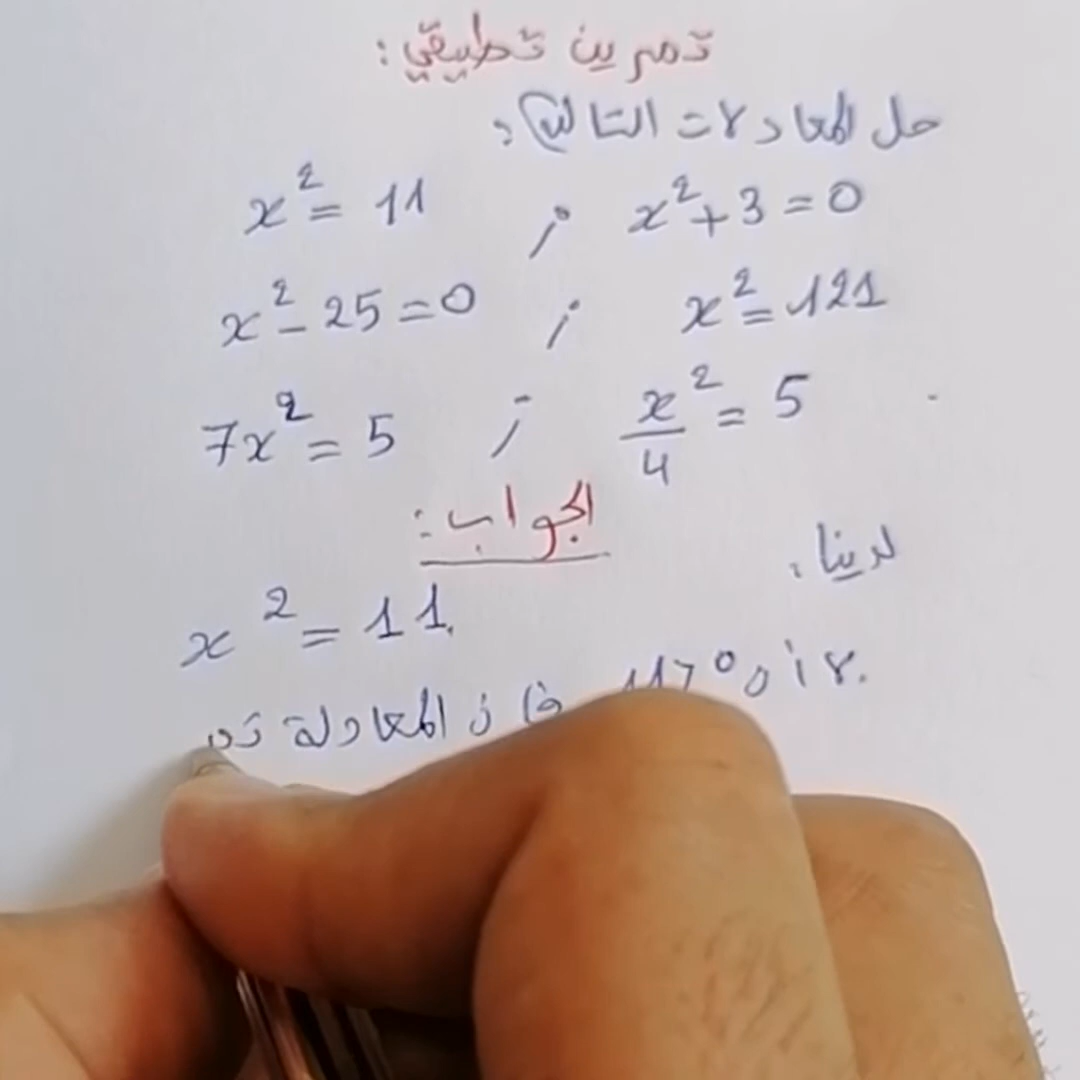 تمرين تطبيقي:
حل المعادلات التالية:
x² = 11 ; x² + 3 = 0
x² - 25 = 0 ; x² = 121
7x² = 5 ; x²/4 = 5
الجواب:
لدينا:
x² = 11
لأن 11>0 فإن المعادلة